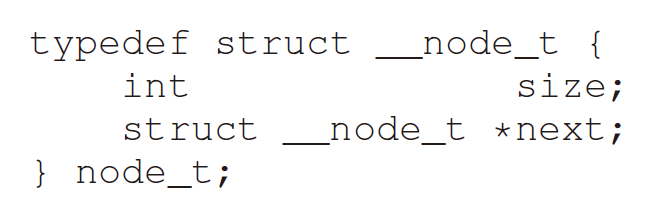 typedef struct __node_t {
    int              size;
    struct __node_t *next;
} node_t;